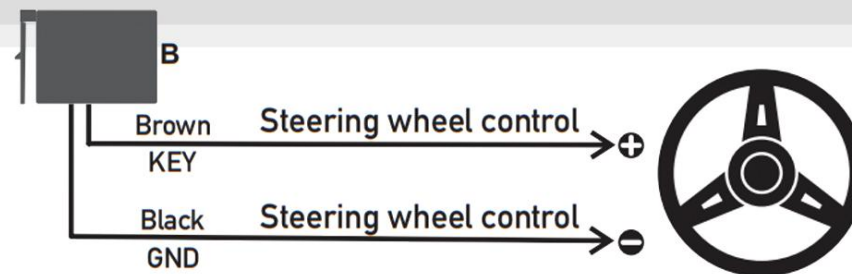 B
Brown Steering wheel control
KEY
Black Steering wheel control
GND